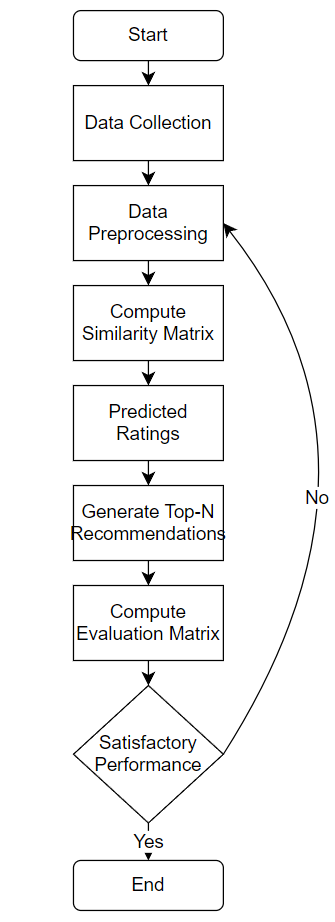 Start
Data Collection
Data
Preprocessing
Compute
Similarity Matrix
Predicted
Ratings
Generate Top-N
Recommendations
No
Compute
Evaluation Matrix
Satisfactory
Performance
Yes
End